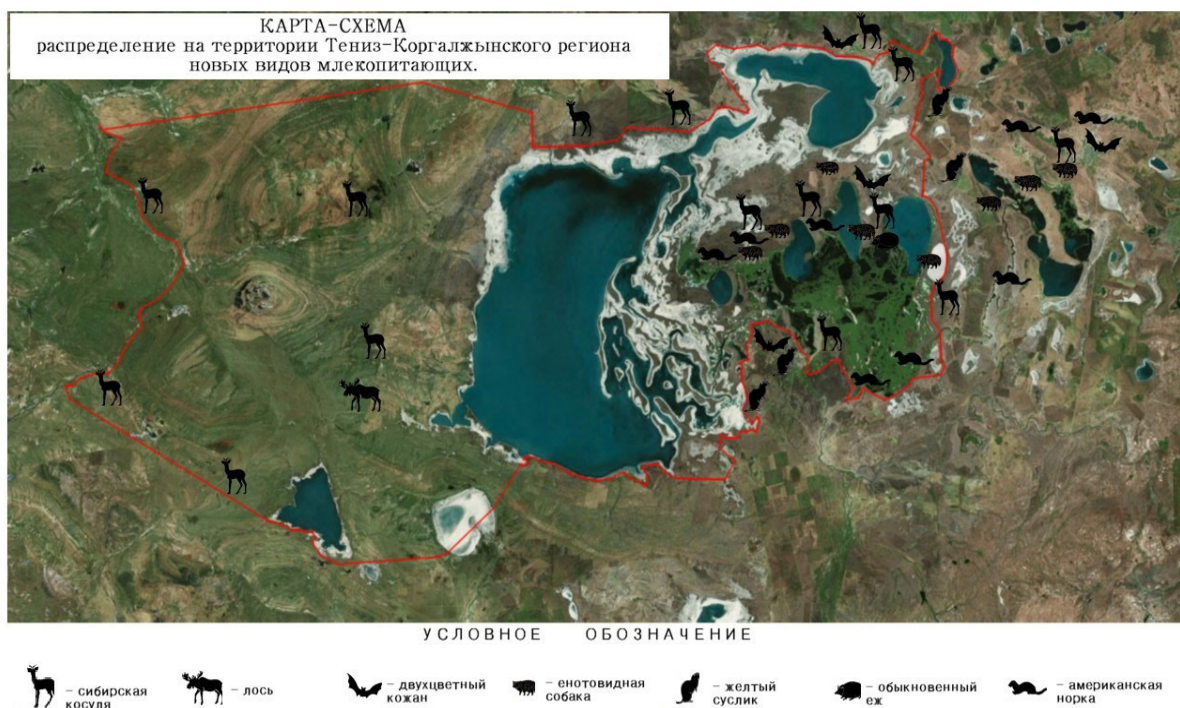 КАРТА-СХЕМА
распределение на территории Тениз-Коргалжынского региона
новых видов млекопитающих.
УСЛОВНОЕ ОБОЗНАЧЕНИЕ
- сибирская
косуля
- лось
- двухцветный
кожан
- енотовидная
собака
- желтый
суслик
- обыкновенный
еж
- американская
норка